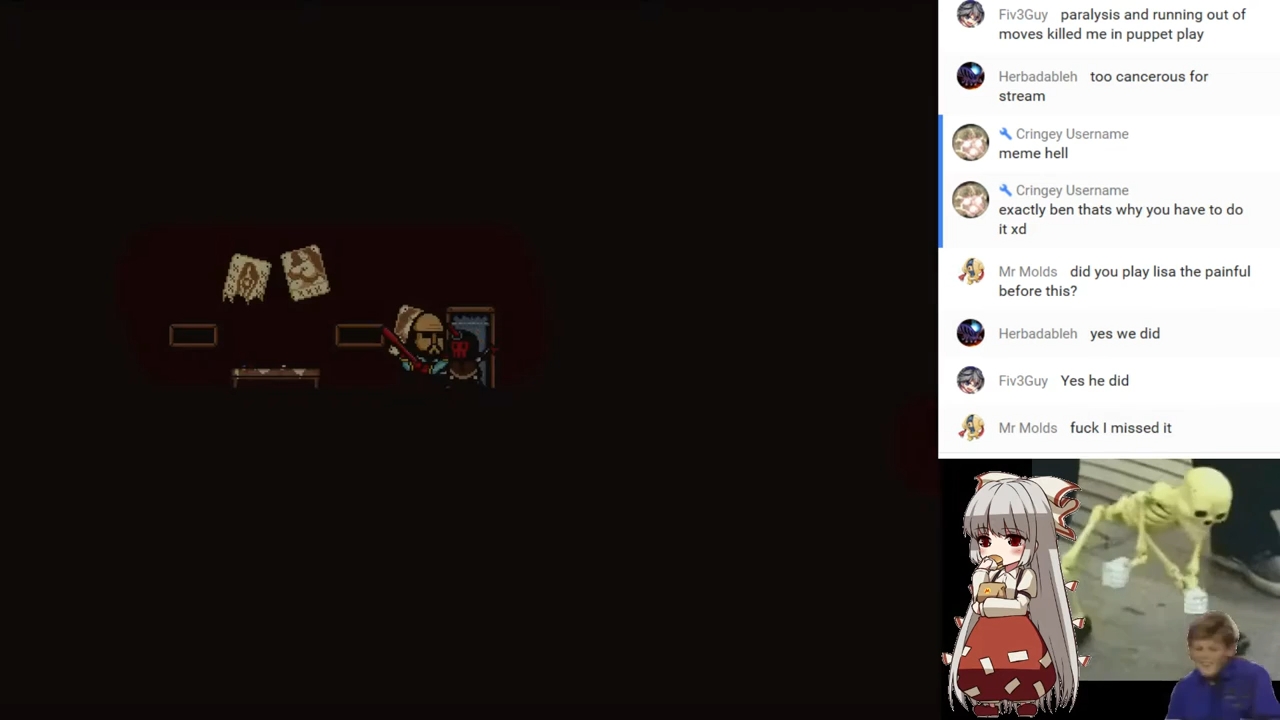 Fiv3Guy paralysis and running out of
moves killed me in puppet play
Herbadableh too cancerous for
stream
Cringey Username
meme hell
Cringey Username
exactly ben thats why you have to do
it xd
Mr Molds did you play lisa the painful
before this?
Herbadableh yes we did
Fiv3Guy Yes he did
Mr Molds fuck I missed it